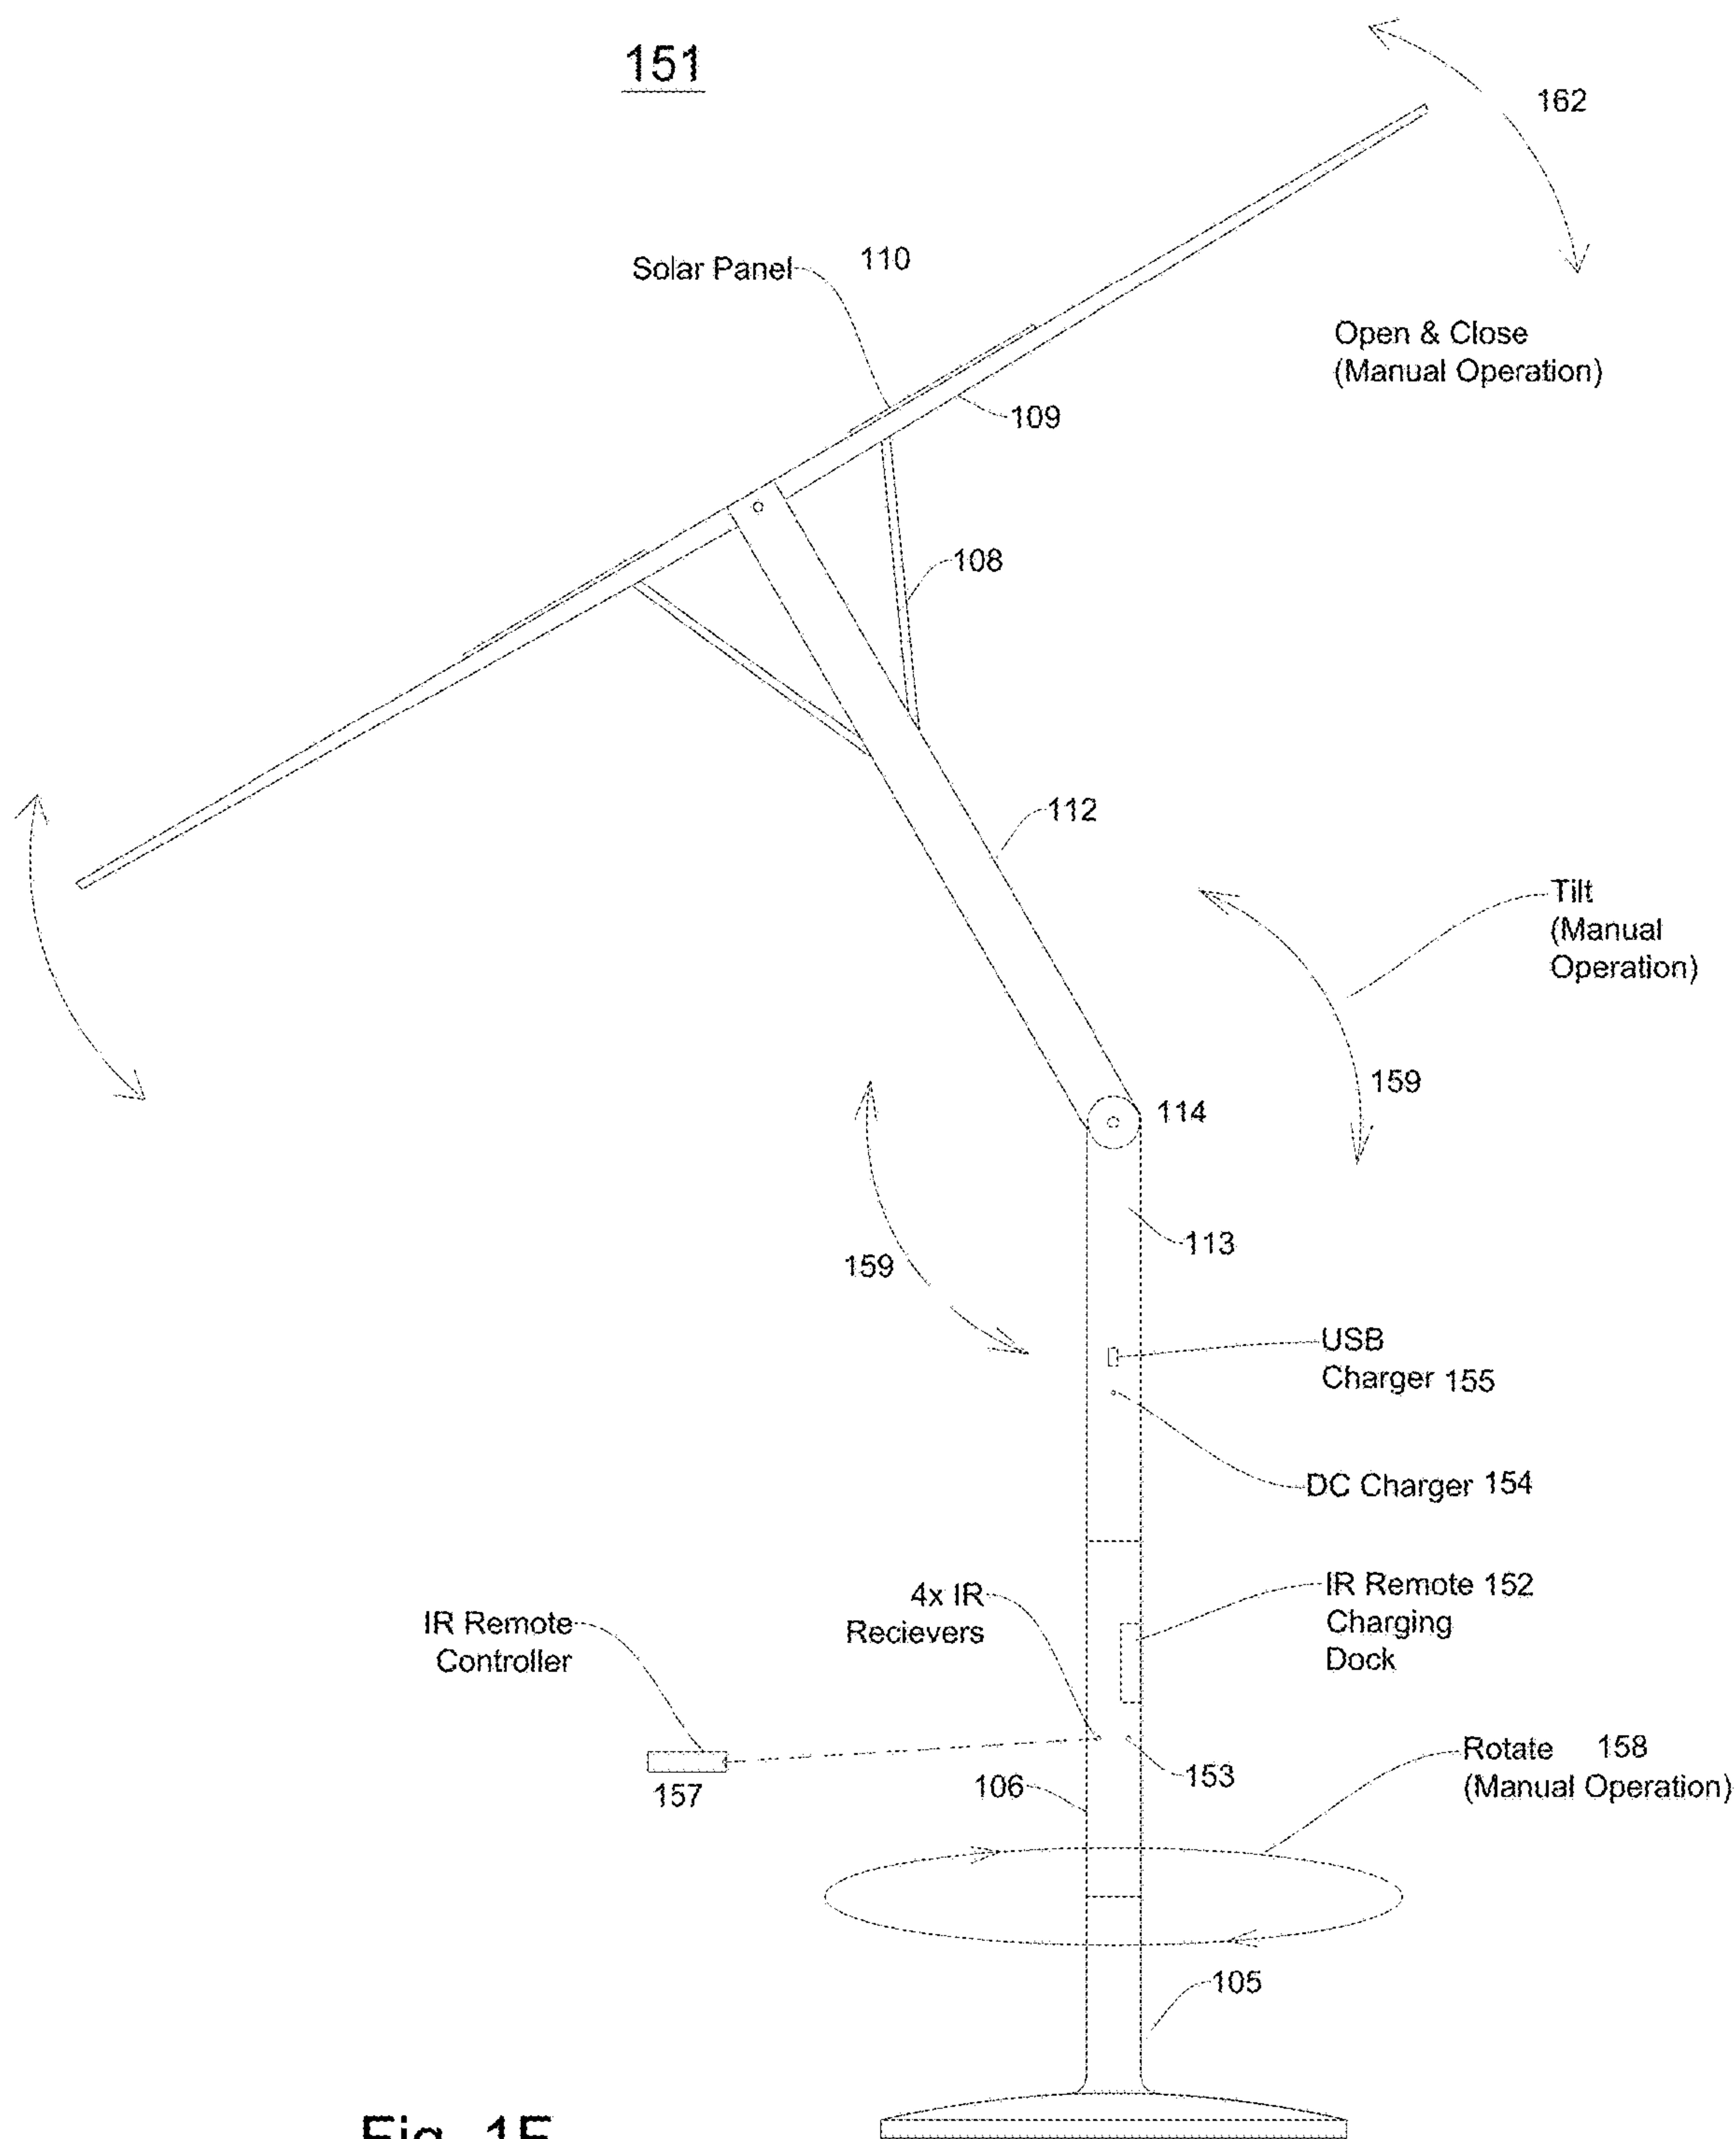 151
162
Solar Panel 110
Open & Close
(Manual Operation)
109
108
112
Tilt
(Manual
Operation)
159
114
113
159
USB
Charger 155
DC Charger 154
4x IR
Recievers
IR Remote 152
Charging
Dock
IR Remote
Controller
157
153
106
Rotate 158
(Manual Operation)
105
Fig.